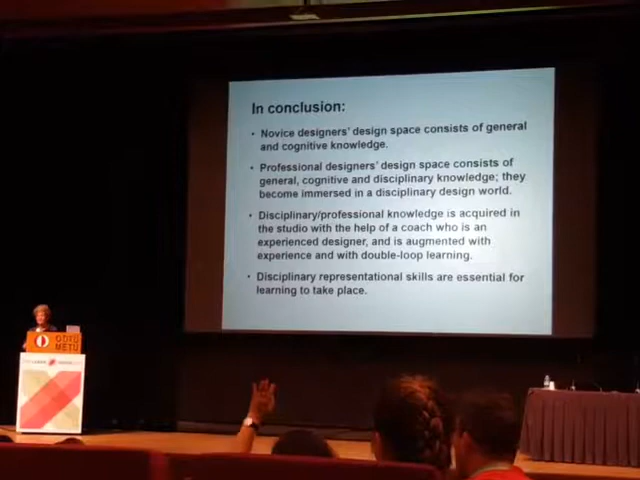 In conclusion:
• Novice designers' design space consists of general
and cognitive knowledge.
• Professional designers' design space consists of
general, cognitive and disciplinary knowledge; they
become immersed in a disciplinary design world.
• Disciplinary/professional knowledge is acquired in
the studio with the help of a coach who is an
experienced designer, and is augmented with
experience and with double-loop learning.
• Disciplinary representational skills are essential for
learning to take place.
ODTÜ
METU